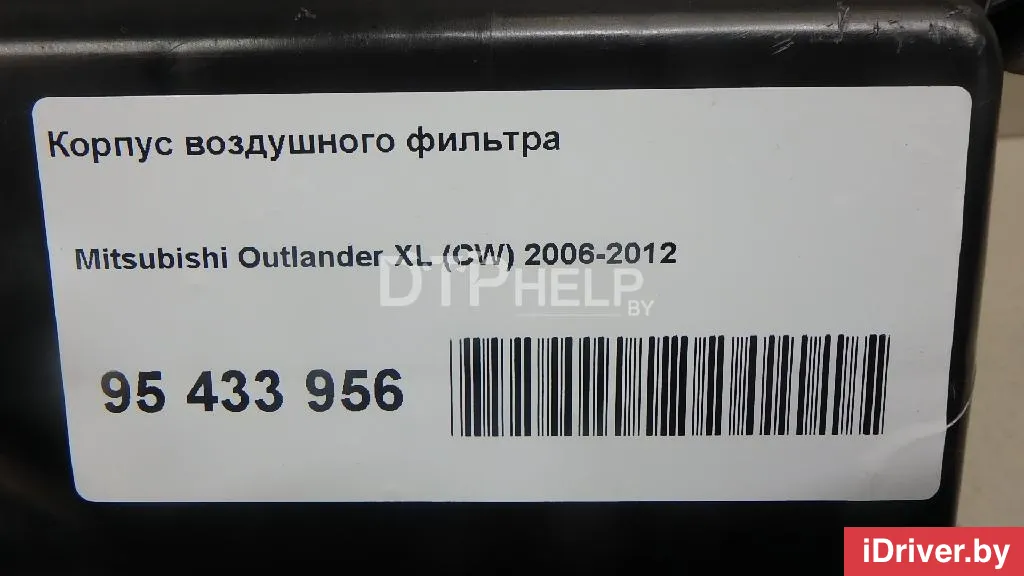 Корпус воздушного фильтра
Mitsubishi Outlander XL (CW) 2006-2012
DTPHELP
BY
95 433 956
iDriver.by